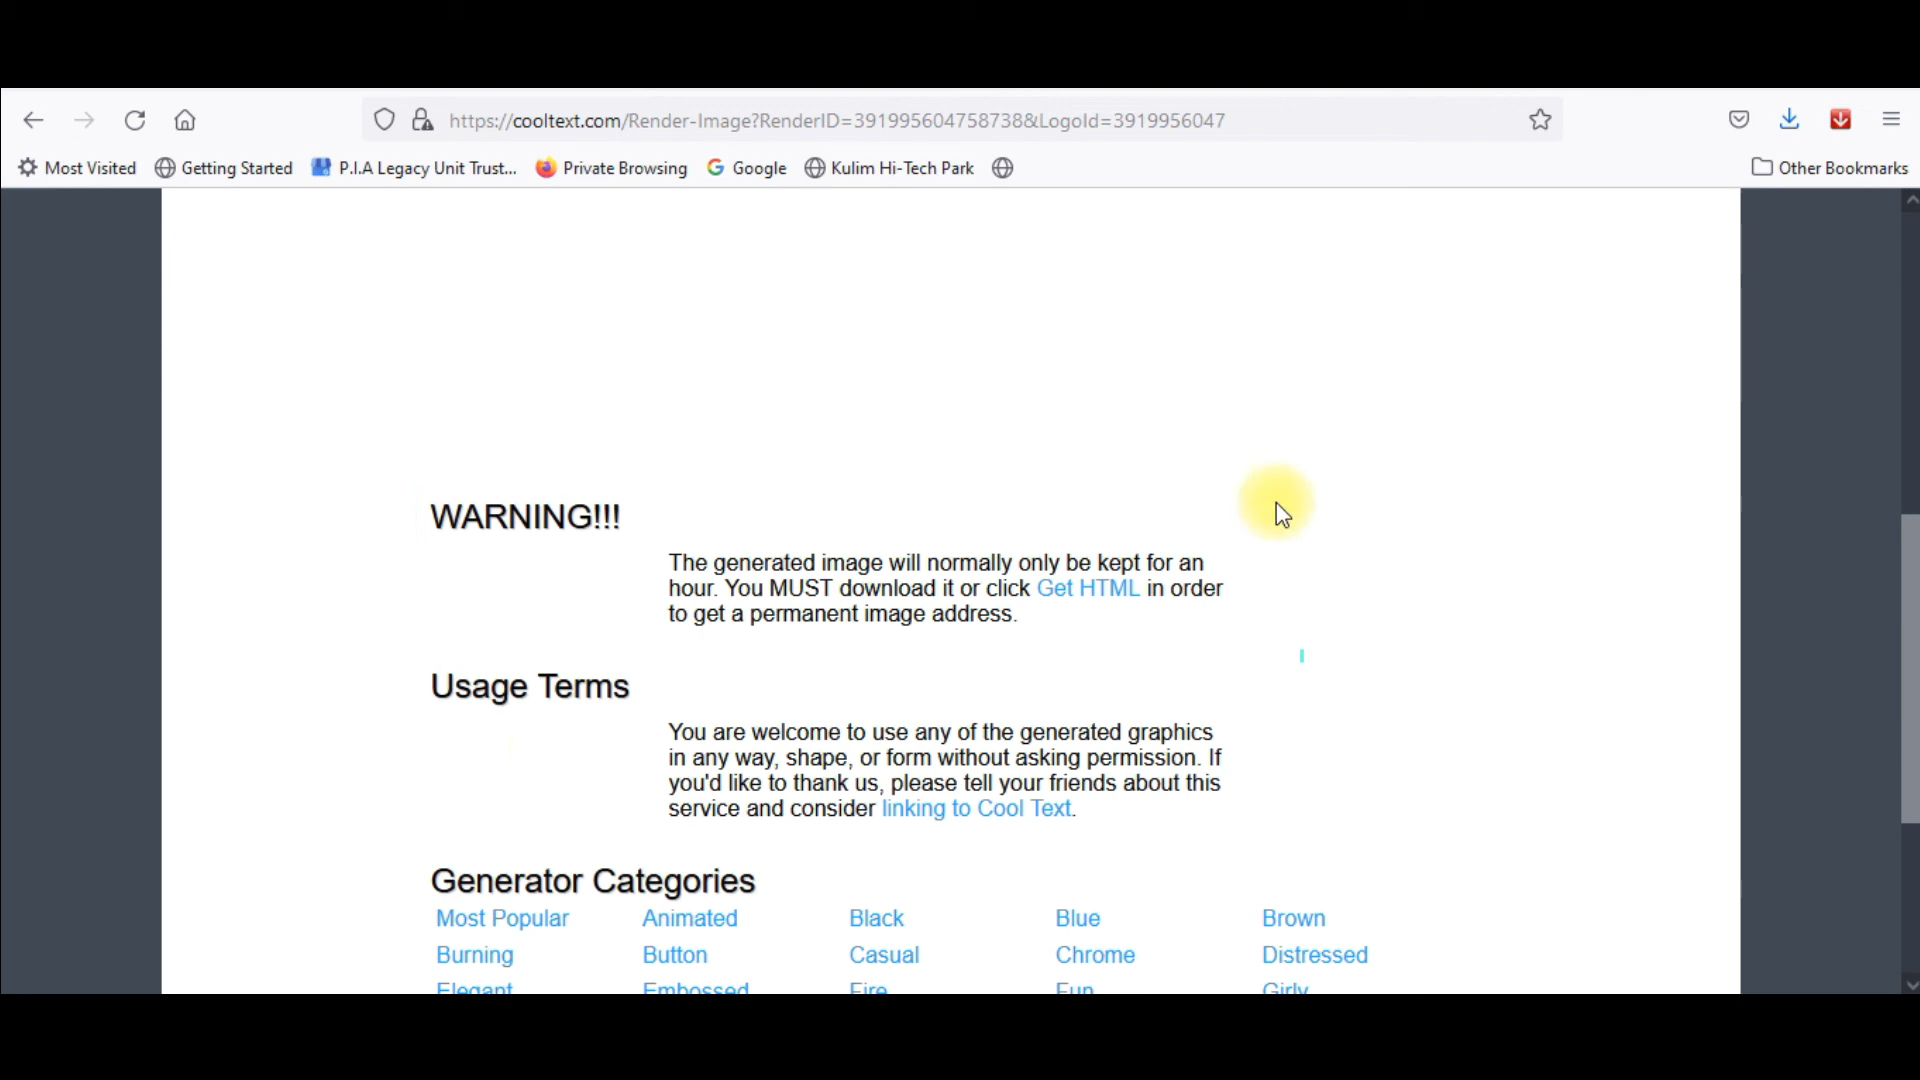 https://cooltext.com/Render-Image?RenderID=391995604758738&LogoId=3919956047
Most Visited Getting Started P.I.A Legacy Unit Trust... Private Browsing Google Kulim Hi-Tech Park Other Bookmarks
WARNING!!!
The generated image will normally only be kept for an
hour. You MUST download it or click Get HTML in order
to get a permanent image address.
Usage Terms
You are welcome to use any of the generated graphics
in any way, shape, or form without asking permission. If
you'd like to thank us, please tell your friends about this
service and consider linking to Cool Text.
Generator Categories
Most Popular Animated Black Blue Brown
Burning Button Casual Chrome Distressed
Elegant Embossed Fire Fun Girly